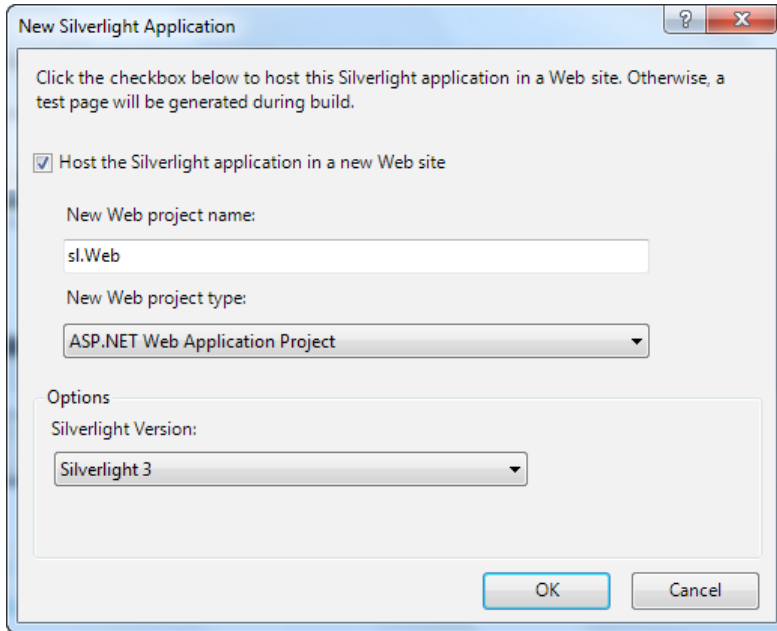 New Silverlight Application
Click the checkbox below to host this Silverlight application in a Web site. Otherwise, a
test page will be generated during build.
Host the Silverlight application in a new Web site
New Web project name:
sl.Web
New Web project type:
ASP.NET Web Application Project
Options
Silverlight Version:
Silverlight 3
OK Cancel